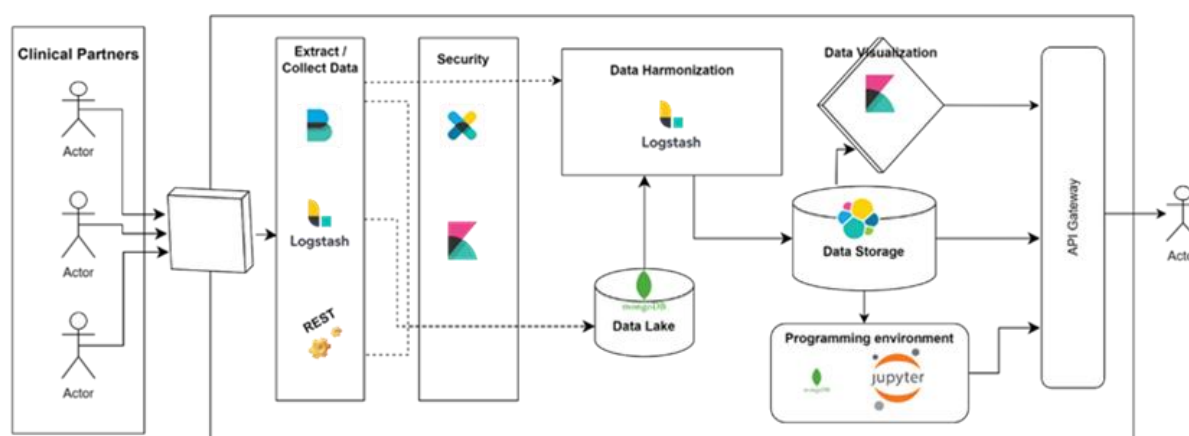 Clinical Partners
Actor
Actor
Actor
Extract /
Collect Data
Logstash
REST
Security
Data Harmonization
Logstash
mongoDB
Data Lake
Data Visualization
Data Storage
Programming environment
mongoDB
jupyter
API Gateway
Acto